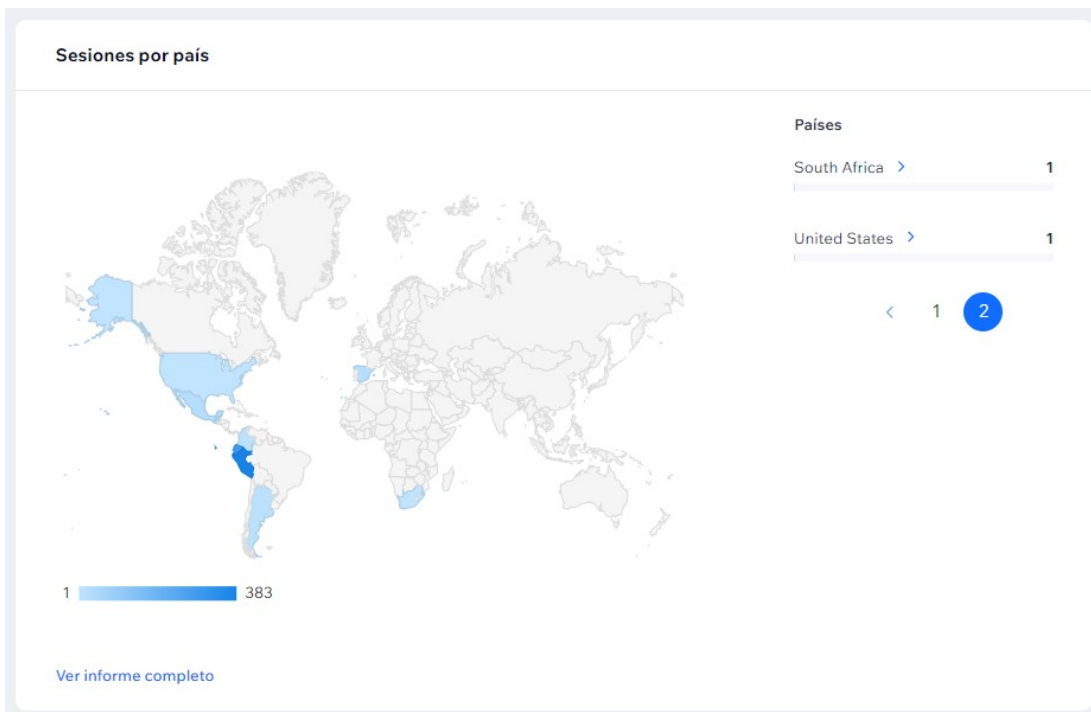 Sesiones por país
Países
South Africa 1
United States 1
1 2
1 383
Ver informe completo